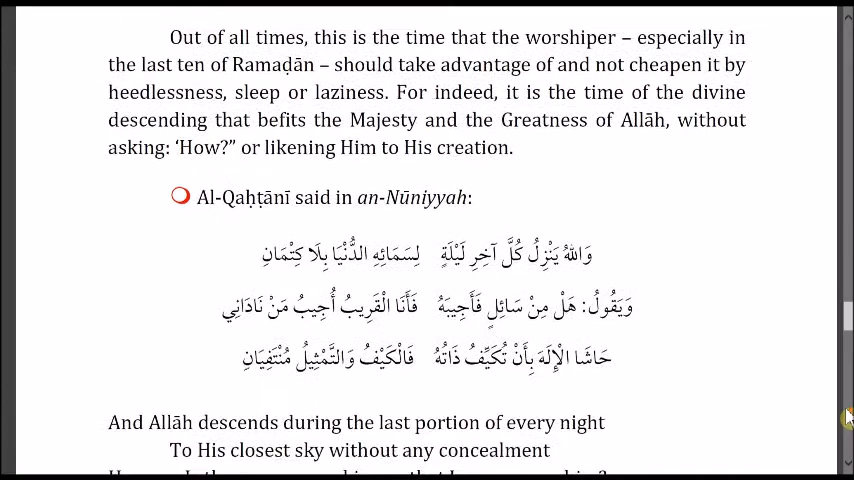 Out of all times, this is the time that the worshiper – especially in
the last ten of Ramaḍān – should take advantage of and not cheapen it by
heedlessness, sleep or laziness. For indeed, it is the time of the divine
descending that befits the Majesty and the Greatness of Allāh, without
asking: ‘How?” or likening Him to His creation.
Al-Qaḥṭānī said in an-Nūniyyah:
وَاللهُ يَنْزِلُ كُلَّ آخِرِ لَيْلَةٍ لِسَمَائِهِ الدُّنْيَا بِلَا كِتْمَانِ
وَيَقُولُ: هَلْ مِنْ سَائِلٍ فَأُجِيبَهُ فَأَنَا الْقَرِيبُ أُجِيبُ مَنْ نَادَانِي
حَاشَا الْإِلَهَ بِأَنْ تُكَيِّفُ ذَاتُهُ فَالْكَيْفُ وَالتَّمْثِيلُ مُنْتَفِيَانِ
And Allāh descends during the last portion of every night
To His closest sky without any concealment